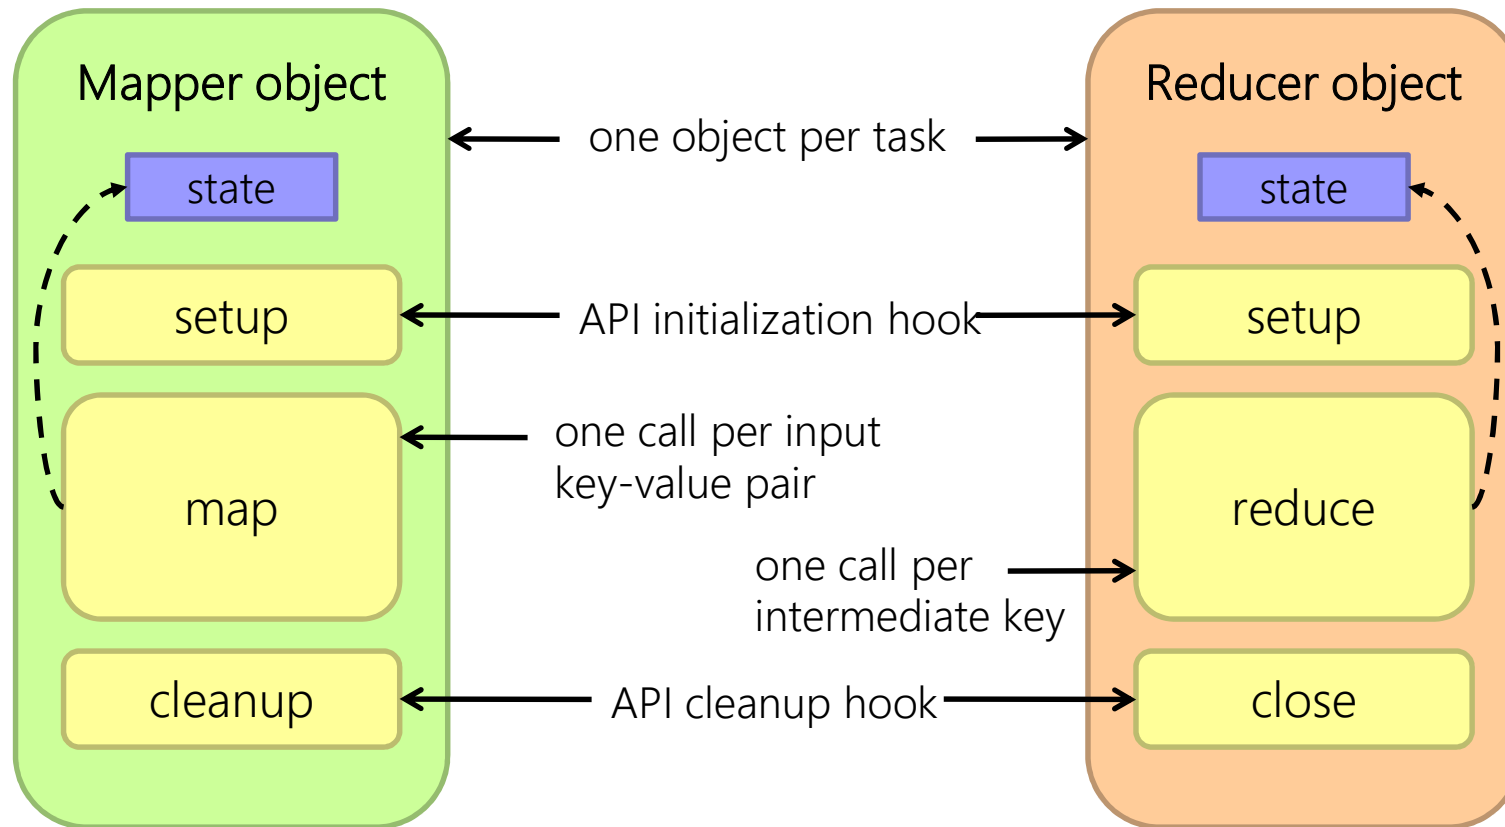 Mapper object
Reducer object
one object per task
state
state
setup
API initialization hook
setup
one call per input
key-value pair
map
reduce
one call per
intermediate key
cleanup
API cleanup hook
close